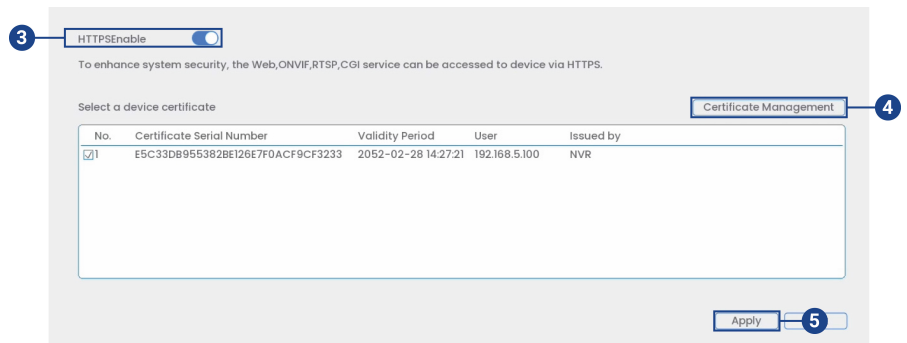 3
HTTPSEnable
To enhance system security, the Web,ONVIF,RTSP,CGI service can be accessed to device via HTTPS.
Select a device certificate
Certificate Management
4
No. Certificate Serial Number Validity Period User Issued by
1 E5C33DB955382BE126E7F0ACF9CF3233 2052-02-28 14:27:21 192.168.5.100 NVR
Apply
5